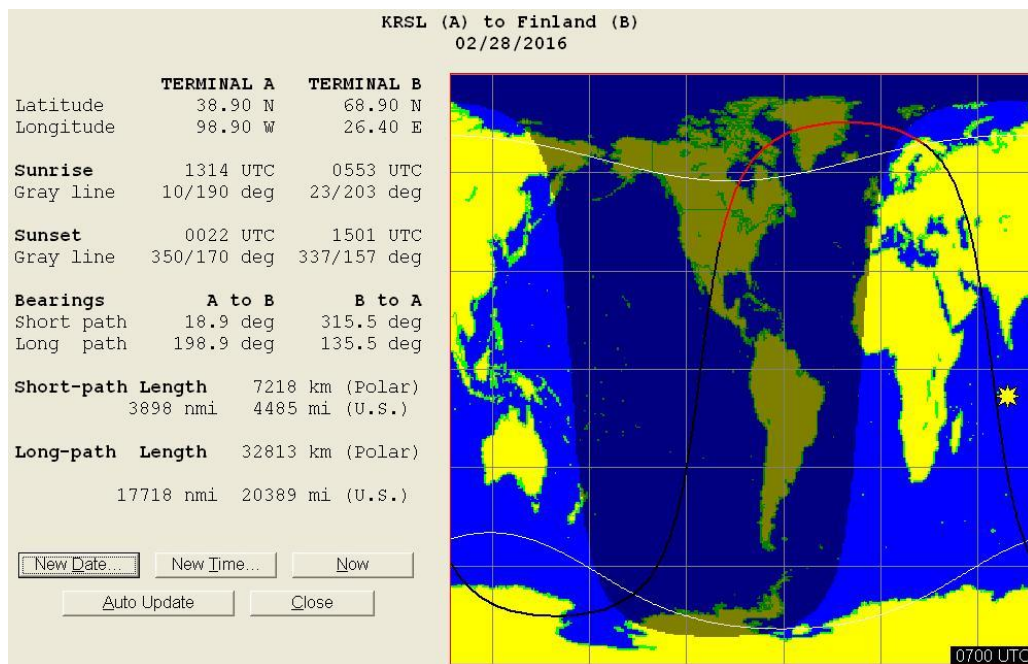 KRSL (A) to Finland (B)
02/28/2016
TERMINAL A TERMINAL B
Latitude 38.90 N 68.90 N
Longitude 98.90 W 26.40 E
Sunrise 1314 UTC 0553 UTC
Gray line 10/190 deg 23/203 deg
Sunset 0022 UTC 1501 UTC
Gray line 350/170 deg 337/157 deg
Bearings A to B B to A
Short path 18.9 deg 315.5 deg
Long path 198.9 deg 135.5 deg
Short-path Length 7218 km (Polar)
3898 nmi 4485 mi (U.S.)
Long-path Length 32813 km (Polar)
17718 nmi 20389 mi (U.S.)
New Date... New Time... Now
Auto Update Close
0700 UTC